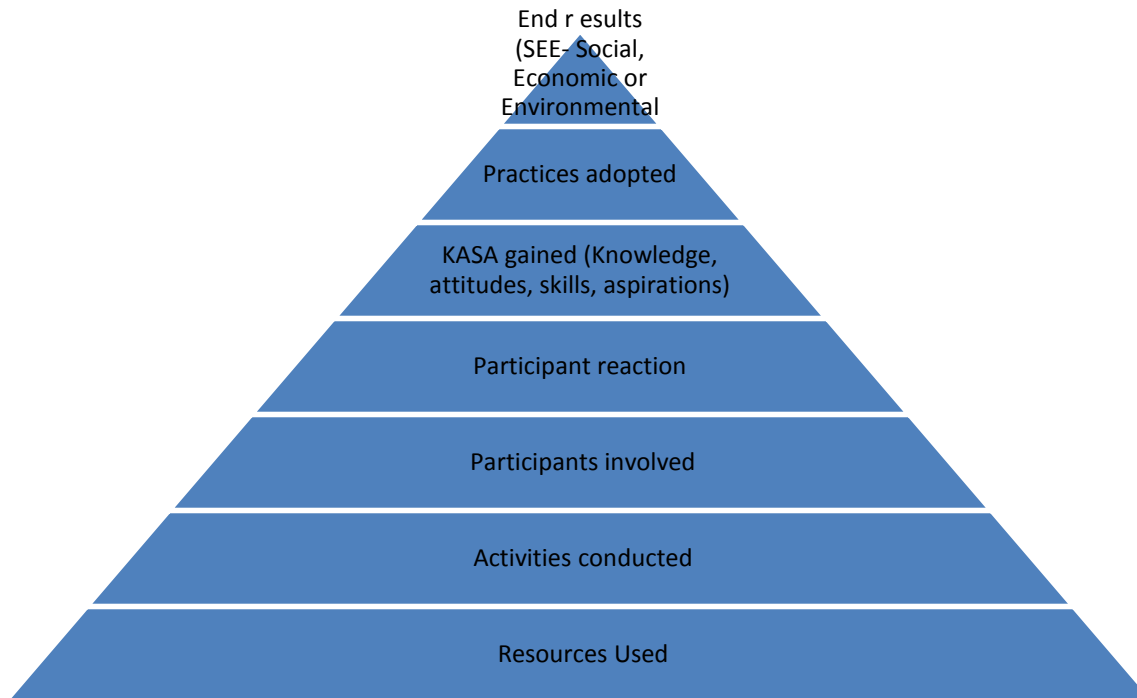 End r esults
(SEE- Social,
Economic or
Environmental
Practices adopted
KASA gained (Knowledge,
attitudes, skills, aspirations)
Participant reaction
Participants involved
Activities conducted
Resources Used